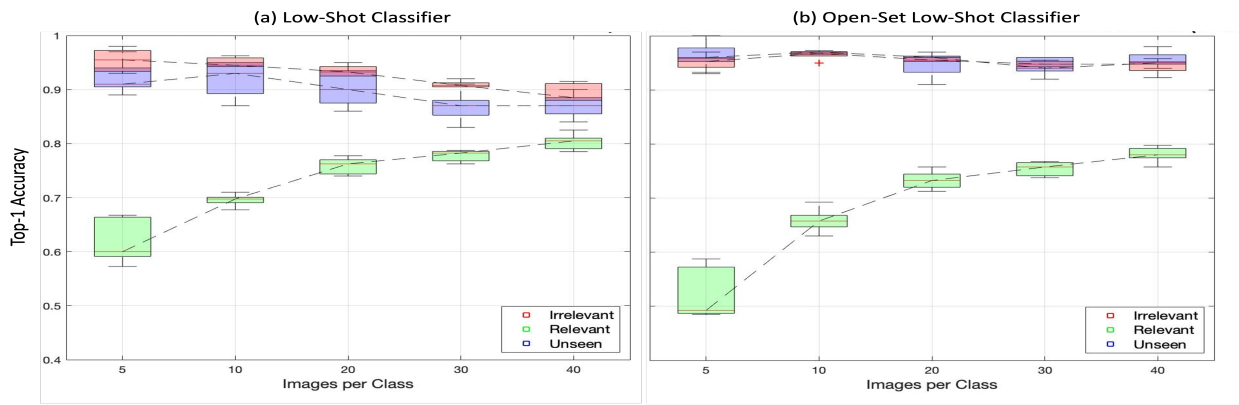 (a) Low-Shot Classifier
(b) Open-Set Low-Shot Classifier
Top-1 Accuracy
1
0.9
0.8
0.7
0.6
0.5
0.4
5 10 20 30 40
Images per Class
Irrelevant
Relevant
Unseen
5 10 20 30 40
Images per Class
Irrelevant
Relevant
Unseen